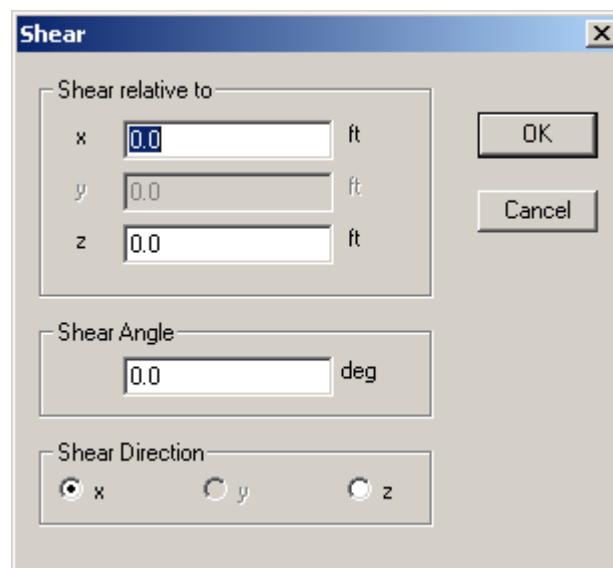 Shear
Shear relative to
x 0.0 ft
y 0.0 ft
z 0.0 ft
OK
Cancel
Shear Angle
0.0 deg
Shear Direction
x y z